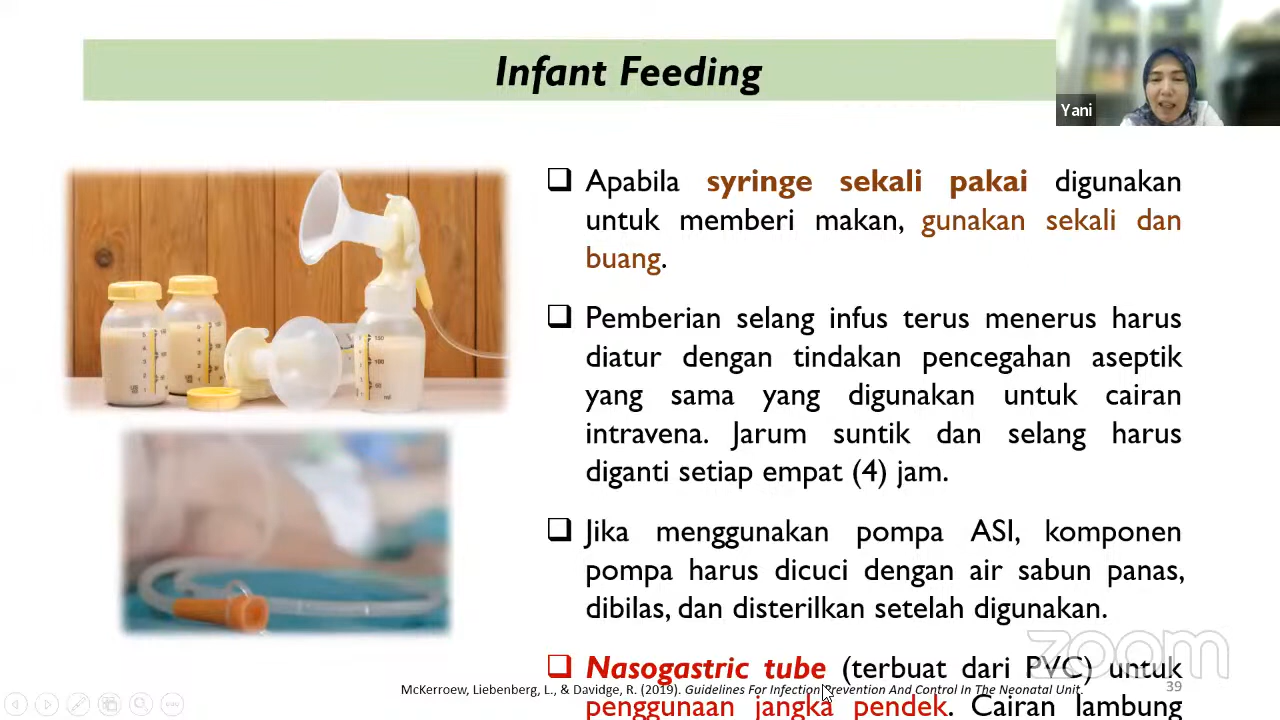 Infant Feeding
Yani
❑ Apabila syringe sekali pakai digunakan
untuk memberi makan, gunakan sekali dan
buang.
❑ Pemberian selang infus terus menerus harus
diatur dengan tindakan pencegahan aseptik
yang sama yang digunakan untuk cairan
intravena. Jarum suntik dan selang harus
diganti setiap empat (4) jam.
❑ Jika menggunakan pompa ASI, komponen
pompa harus dicuci dengan air sabun panas,
dibilas, dan disterilkan setelah digunakan.
❑ Nasogastric tube (terbuat dari PVC) untuk
penggunaan jangka pendek. Cairan lambung
McKerroew, Liebenberg, L., & Davidge, R. (2019). Guidelines For Infection Prevention And Control In The Neonatal Unit.
39
zoom